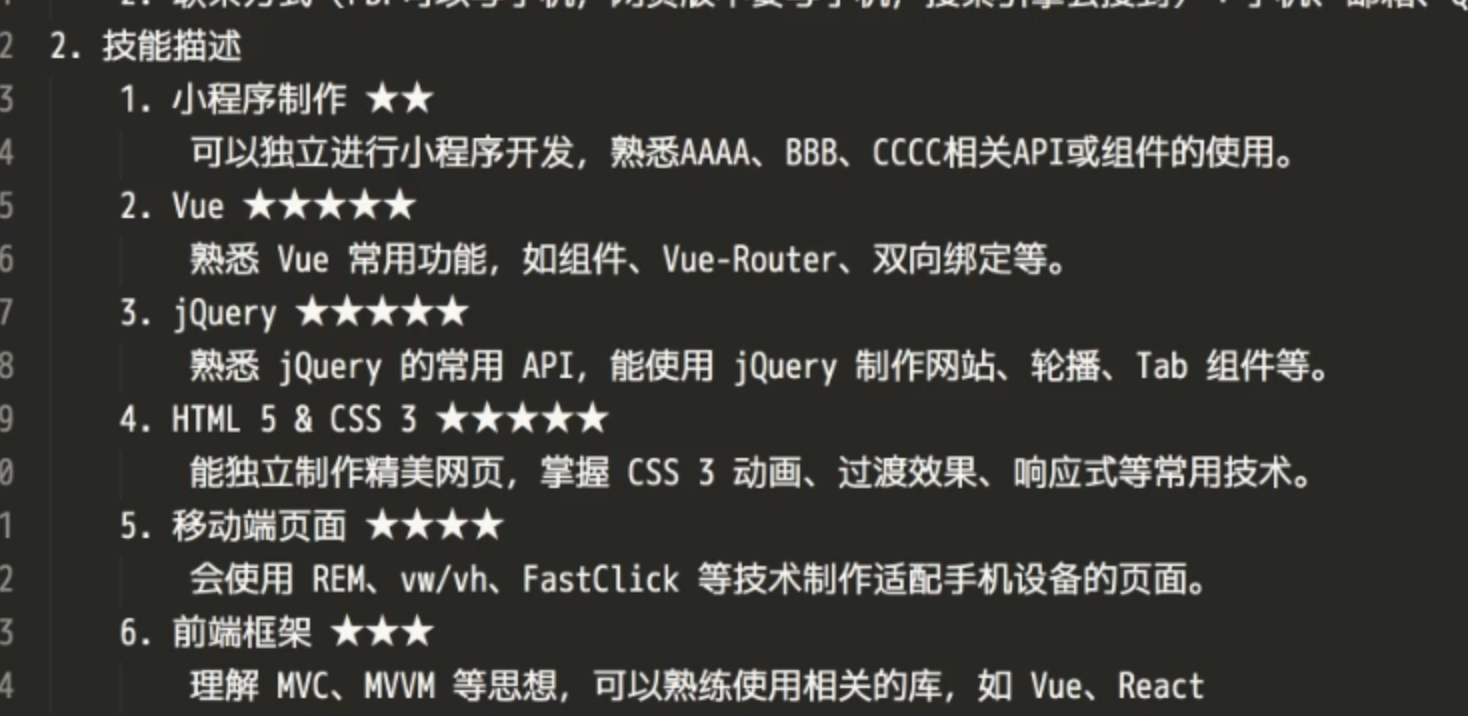 2. 技能描述
1. 小程序制作 ★★
可以独立进行小程序开发，熟悉AAAA、BBB、CCCC相关API或组件的使用。
2. Vue ★★★★★
熟悉 Vue 常用功能，如组件、Vue-Router、双向绑定等。
3. jQuery ★★★★★
熟悉 jQuery 的常用 API，能使用 jQuery 制作网站、轮播、Tab 组件等。
4. HTML 5 & CSS 3 ★★★★★
能独立制作精美网页，掌握 CSS 3 动画、过渡效果、响应式等常用技术。
5. 移动端页面 ★★★★
会使用 REM、vw/vh、FastClick 等技术制作适配手机设备的页面。
6. 前端框架 ★★★
理解 MVC、MVVM 等思想，可以熟练使用相关的库，如 Vue、React